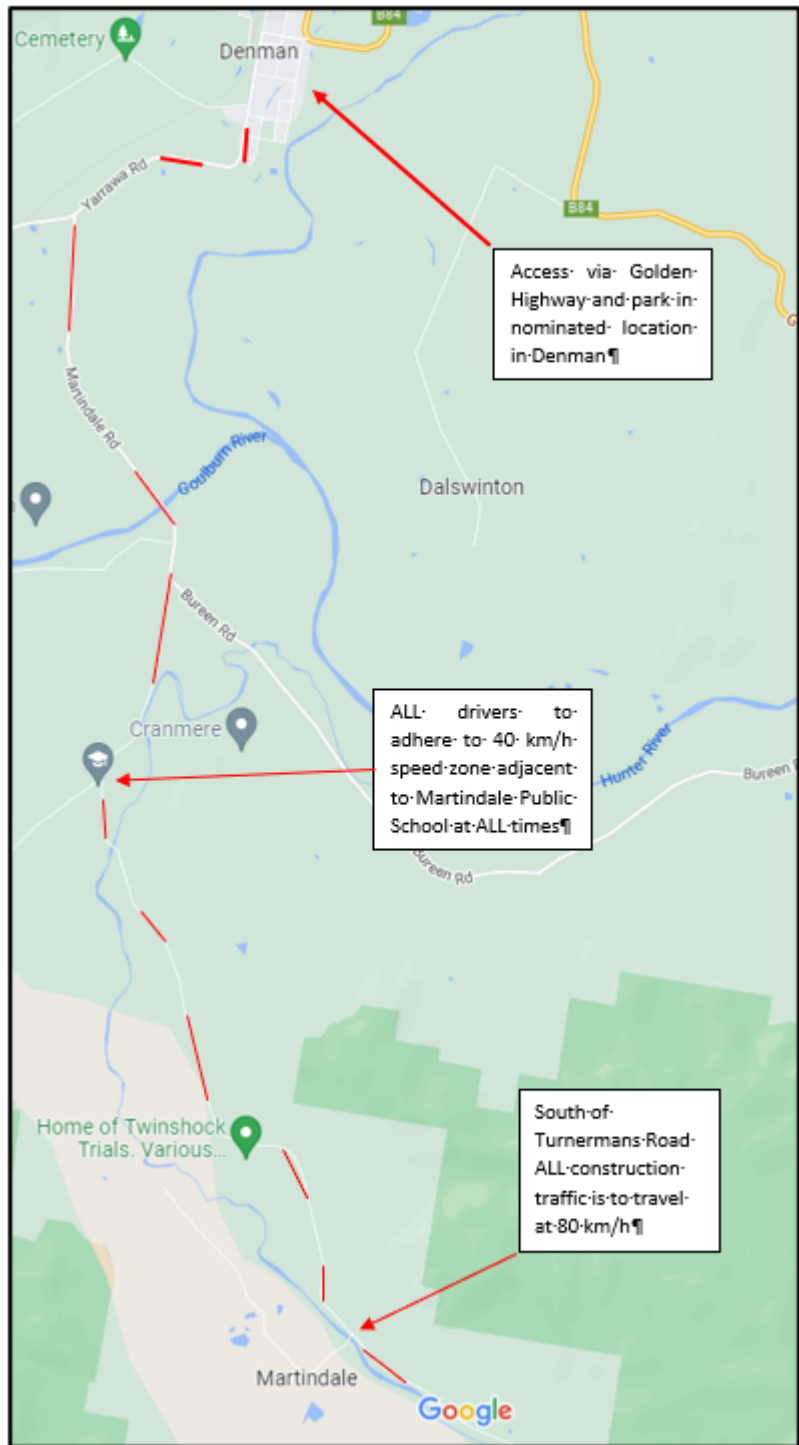 Cemetery
Denman
B84
Yarrawa Rd
B84
Access via Golden
Highway and park in
nominated location
in Denman¶
Martindale Rd
Goulburn River
Dalswinton
Bureen Rd
Cranmere
ALL drivers to
adhere to 40 km/h
speed zone adjacent
to Martindale Public
School at ALL times¶
Hunter River
Bureen Rd
Bureen Rd
South of
Turnermans Road
ALL construction
traffic is to travel
at 80 km/h¶
Home of Twinshock
Trials. Various...
Martindale
Google